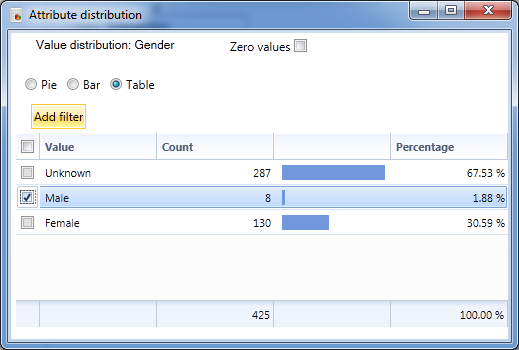 Attribute distribution
Value distribution: Gender Zero values
Pie Bar Table
Add filter
Value Count Percentage
Unknown 287 67.53 %
Male 8 1.88 %
Female 130 30.59 %
425 100.00 %